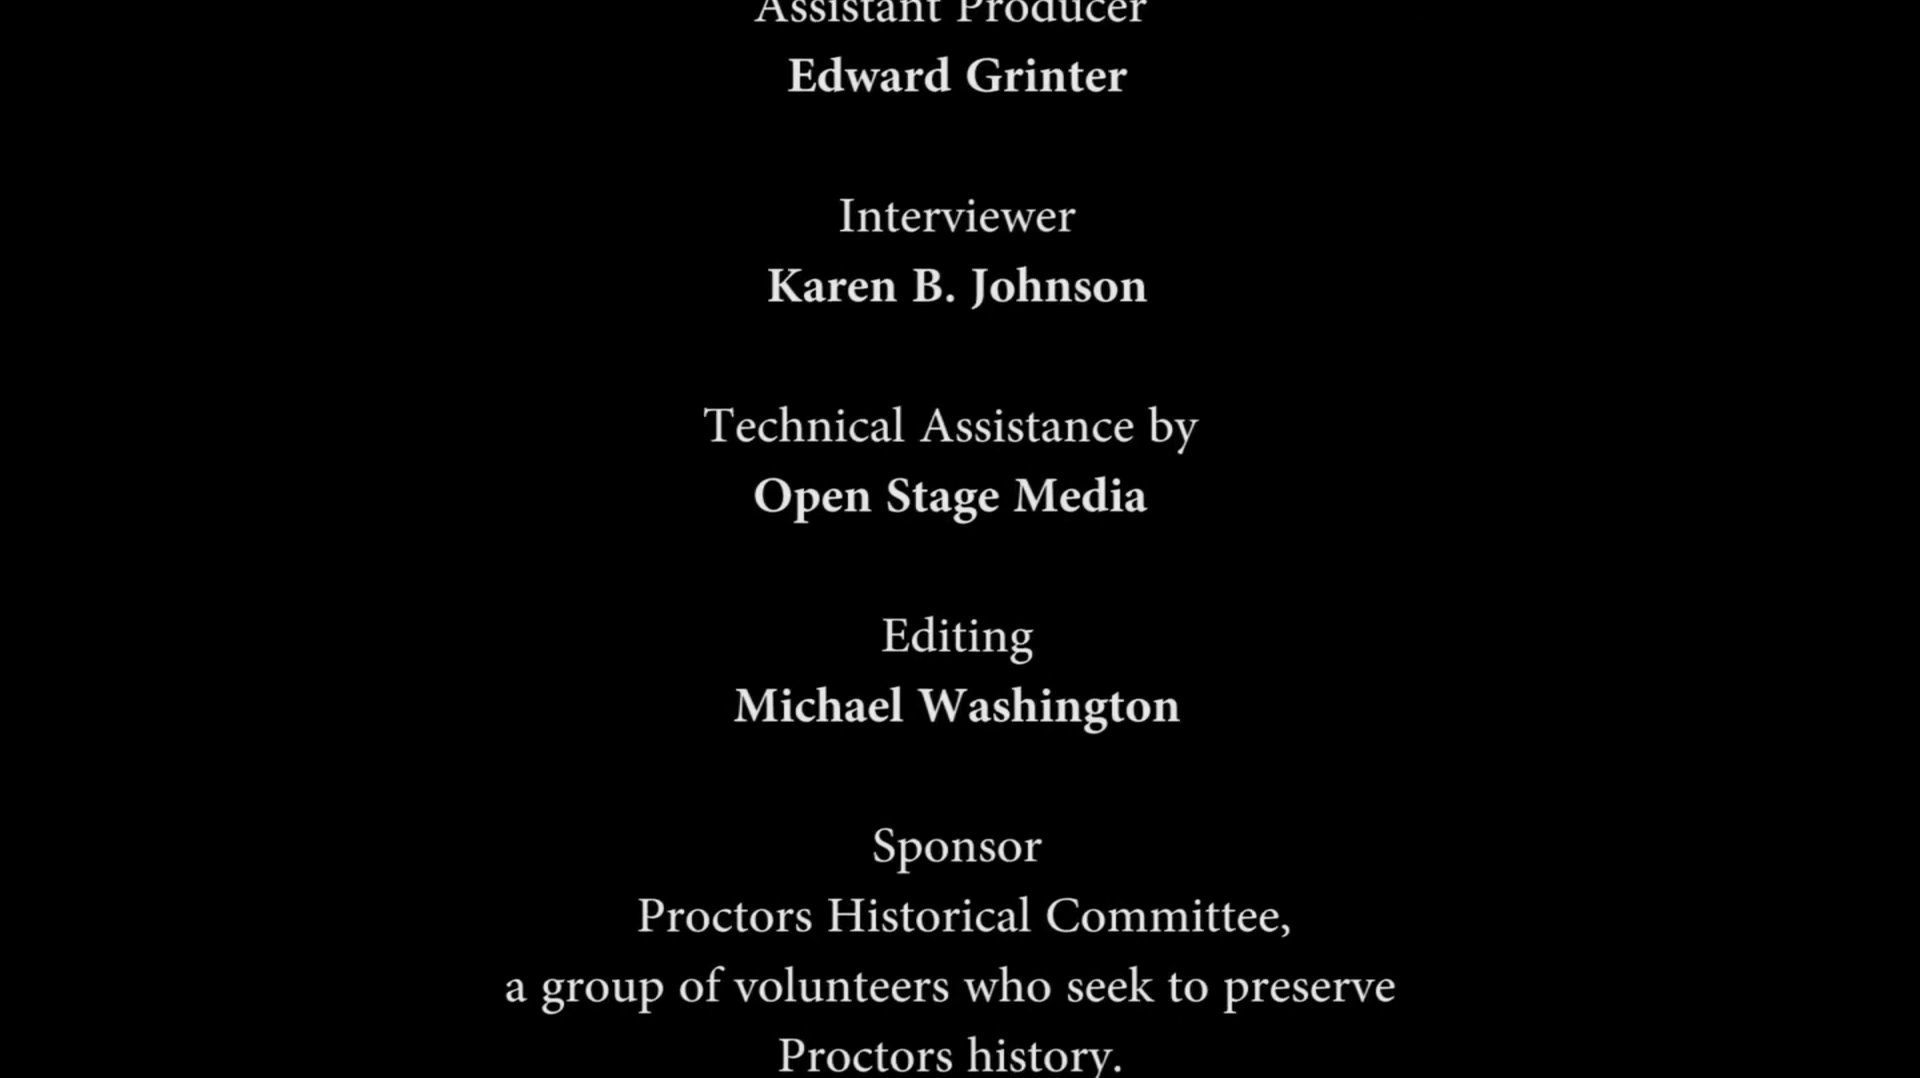 Assistant Producer
Edward Grinter
Interviewer
Karen B. Johnson
Technical Assistance by
Open Stage Media
Editing
Michael Washington
Sponsor
Proctors Historical Committee,
a group of volunteers who seek to preserve
Proctors history.